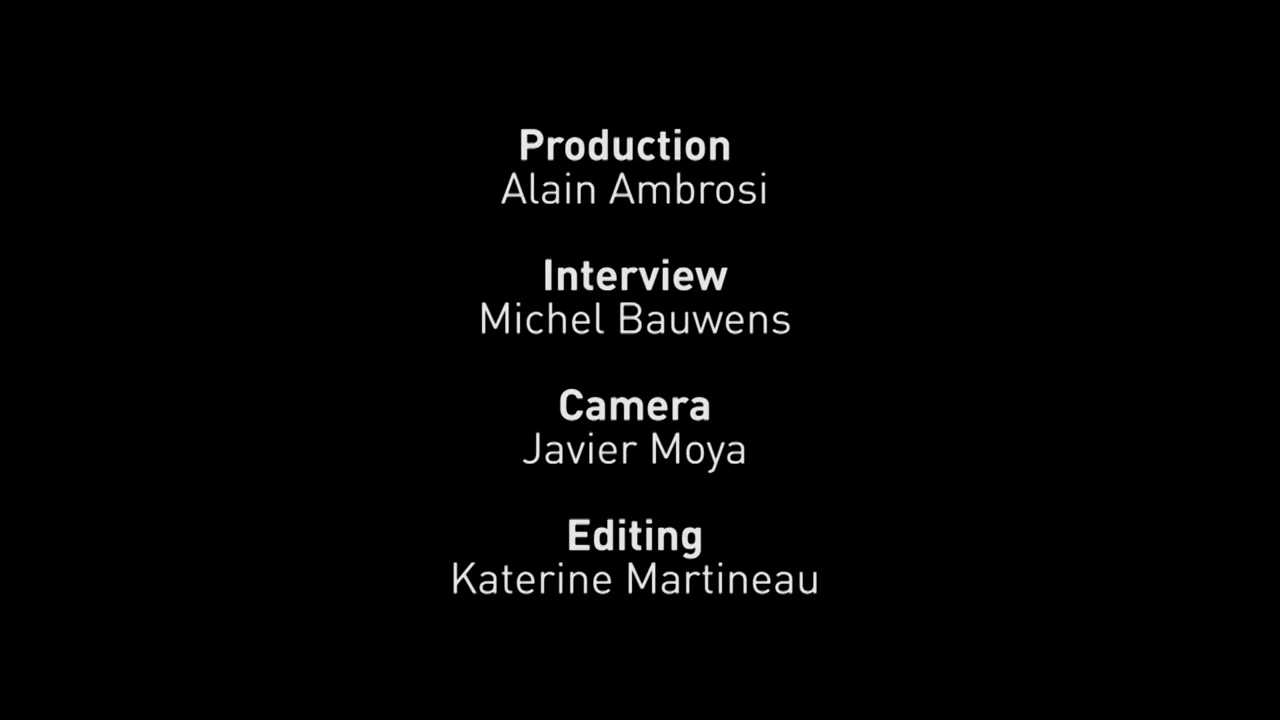 Production
Alain Ambrosi
Interview
Michel Bauwens
Camera
Javier Moya
Editing
Katerine Martineau